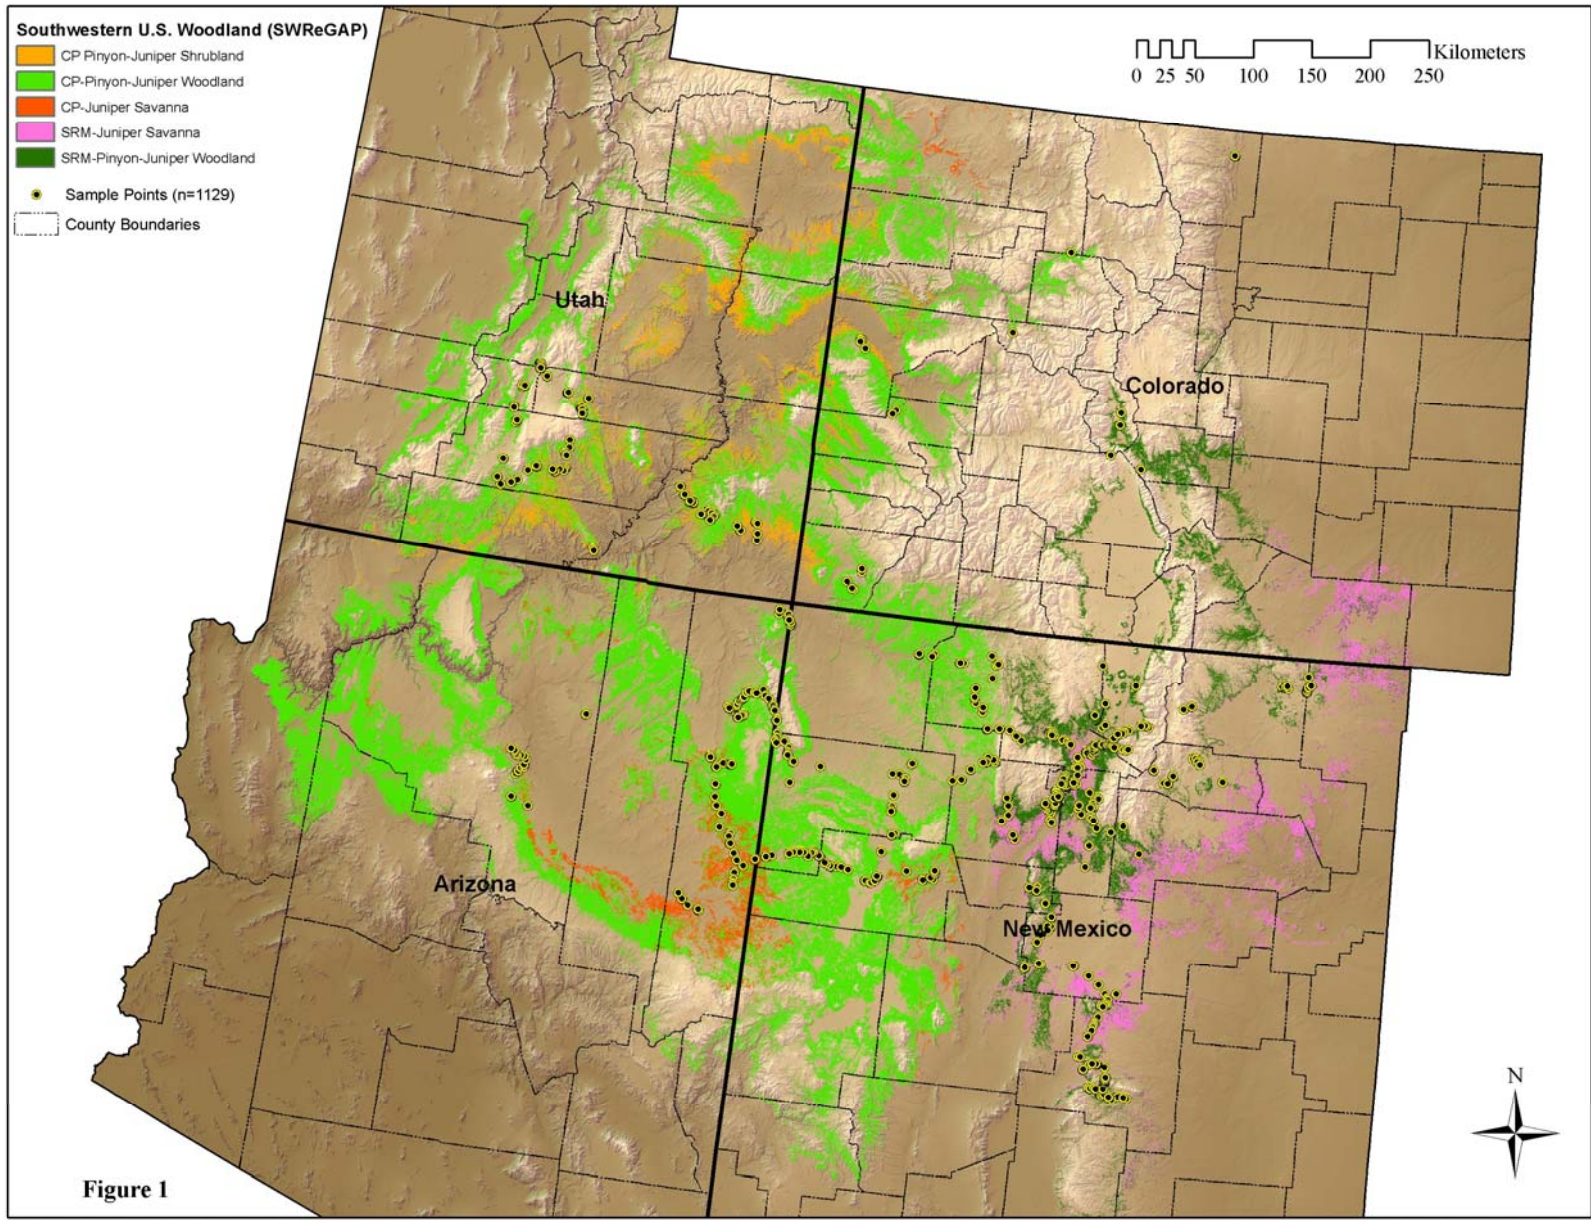 Southwestern U.S. Woodland (SWReGAP)
CP Pinyon-Juniper Shrubland
CP-Pinyon-Juniper Woodland
CP-Juniper Savanna
SRM-Juniper Savanna
SRM-Pinyon-Juniper Woodland
Sample Points (n=1129)
County Boundaries
Kilometers
0 25 50 100 150 200 250
Utah
Colorado
Arizona
New Mexico
N
Figure 1